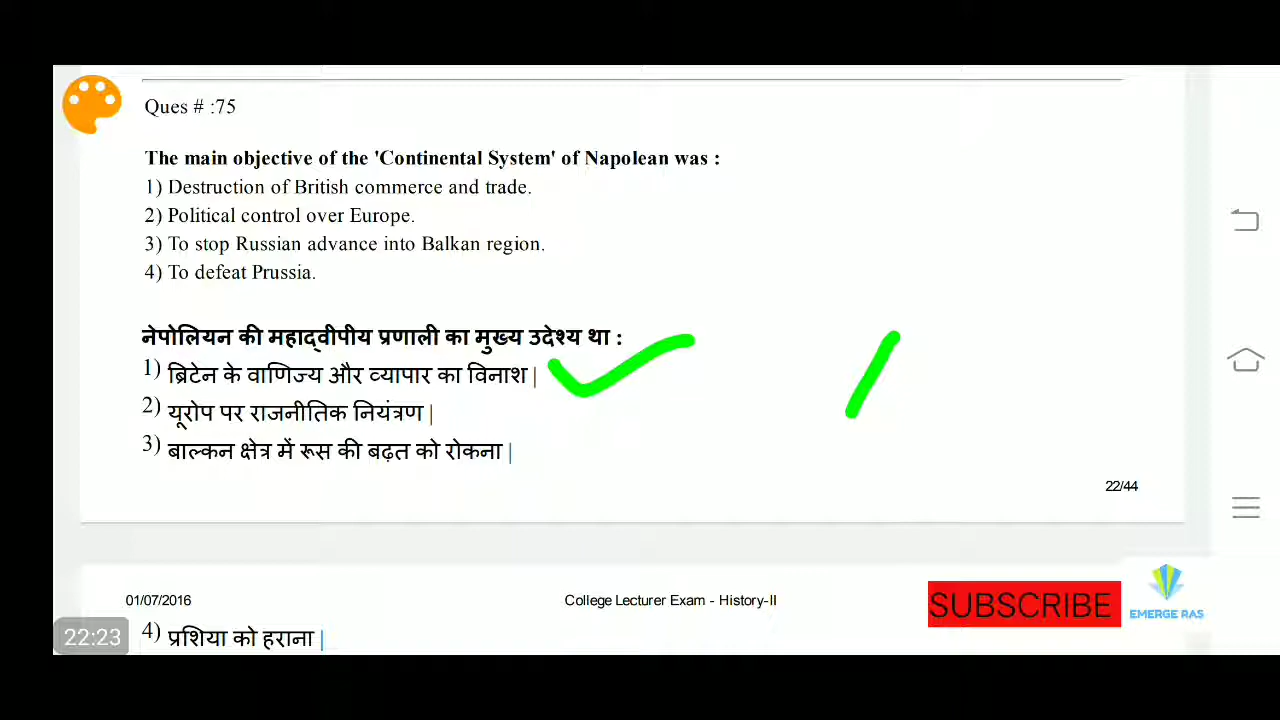 Ques # :75
The main objective of the 'Continental System' of Napolean was :
1) Destruction of British commerce and trade.
2) Political control over Europe.
3) To stop Russian advance into Balkan region.
4) To defeat Prussia.
नेपोलियन की महाद्वीपीय प्रणाली का मुख्य उदेश्य था :
1) ब्रिटेन के वाणिज्य और व्यापार का विनाश |
2) यूरोप पर राजनीतिक नियंत्रण |
3) बाल्कन क्षेत्र में रूस की बढ़त को रोकना |
22/44
01/07/2016 College Lecturer Exam - History-II
SUBSCRIBE
EMERGE RAS
22:23
4) प्रशिया को हराना |